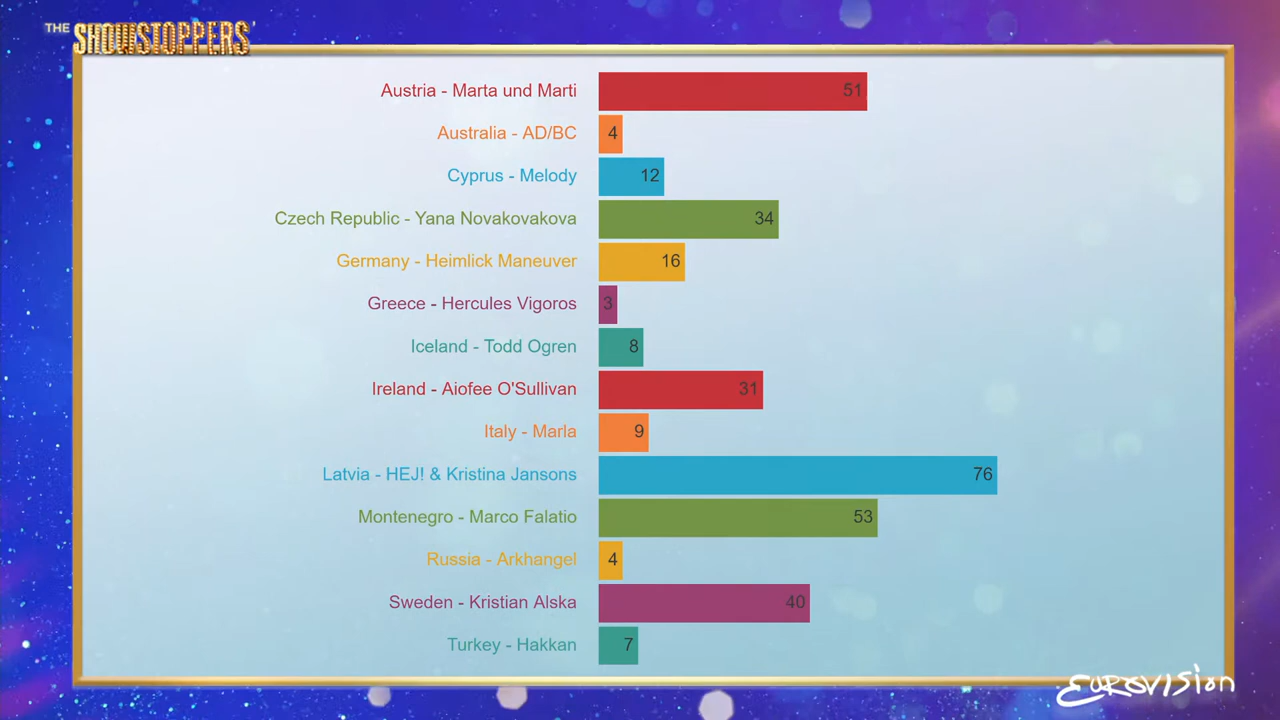 THE SHOWSTOPPERS'
Austria - Marta und Marti 51
Australia - AD/BC 4
Cyprus - Melody 12
Czech Republic - Yana Novakovakova 34
Germany - Heimlick Maneuver 16
Greece - Hercules Vigoros 3
Iceland - Todd Ogren 8
Ireland - Aiofee O'Sullivan 31
Italy - Marla 9
Latvia - HEJ! & Kristina Jansons 76
Montenegro - Marco Falatio 53
Russia - Arkhangel 4
Sweden - Kristian Alska 40
Turkey - Hakkan 7
EUROVISION